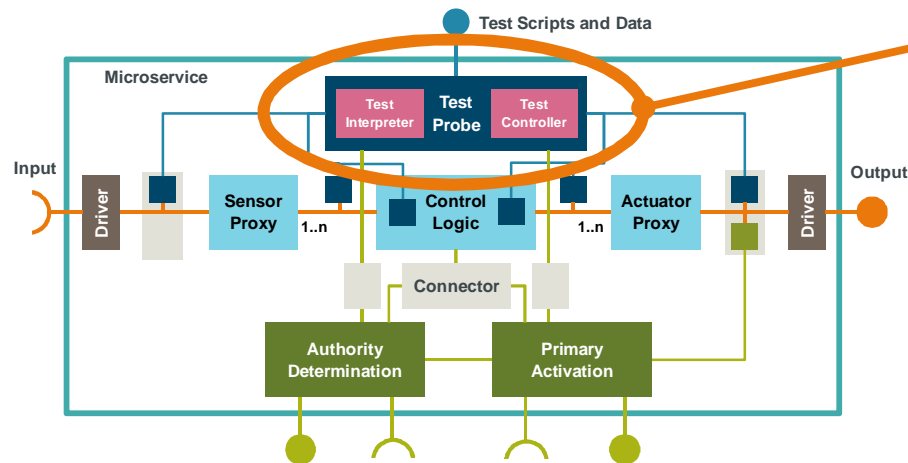 Test Scripts and Data
Microservice
Test
Interpreter
Test
Probe
Test
Controller
Input
Output
Driver
Sensor
Proxy
1..n
Control
Logic
1..n
Actuator
Proxy
Driver
Connector
Authority
Determination
Primary
Activation